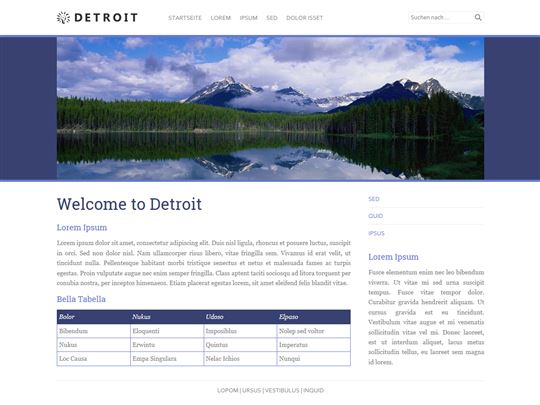 DETROIT
STARTSEITE LOREM IPSUM SED DOLOR ISSET
Suchen nach ...
Welcome to Detroit
Lorem Ipsum
Lorem ipsum dolor sit amet, consectetur adipiscing elit. Duis nisl ligula, rhoncus et posuere luctus, suscipit
in orci. Sed non dolor nisl. Nam ullamcorper risus libero, vitae fringilla sem. Vivamus id erat velit, ut
tincidunt nulla. Pellentesque habitant morbi tristique senectus et netus et malesuada fames ac turpis
egestas. Proin vulputate augue nec enim semper fringilla. Class aptent taciti sociosqu ad litora torquent per
conubia nostra, per inceptos himenaeos. Etiam placerat egestas lorem, sit amet eleifend felis blandit vitae.
Bella Tabella
Bolor Nukus Udoso Elpaso
Bibendum Eloquenti Imposiblus Nolep sed voltor
Nukus Erwintu Quintus Imperatus
Loc Causa Empa Singulara Nelac Ichios Nunqui
SED
QUID
IPSUS
Lorem Ipsum
Fusce elementum enim nec leo bibendum
viverra. Ut vitae mi sed urna suscipit
tempus. Fusce vitae tempor dolor.
Curabitur gravida hendrerit aliquam. Ut
cursus gravida est eu tincidunt.
Vestibulum vitae augue et mi venenatis
sollicitudin vitae vel mi. Donec laoreet,
est ut interdum aliquet, lacus metus
sollicitudin tellus, eu laoreet sem magna
id lorem.
LOPOM | URSUS | VESTIBULUS | INQUID